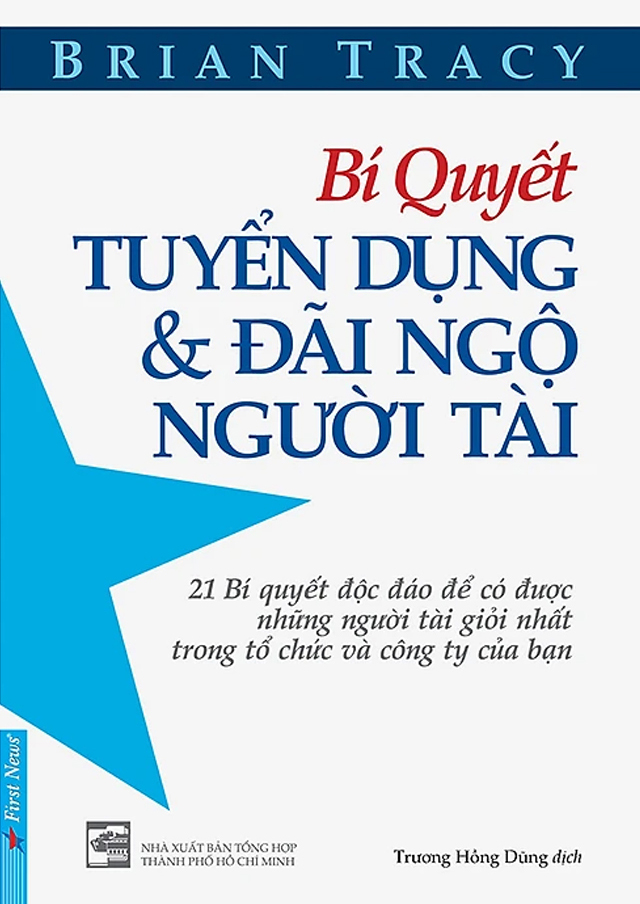 BRIAN TRACY
Bí Quyết
TUYỂN DỤNG
& ĐÃI NGỘ
NGƯỜI TÀI
21 Bí quyết độc đáo để có được
những người tài giỏi nhất
trong tổ chức và công ty của bạn
First News®
NHÀ XUẤT BẢN TỔNG HỢP
THÀNH PHỐ HỒ CHÍ MINH
Trương Hồng Dũng dịch